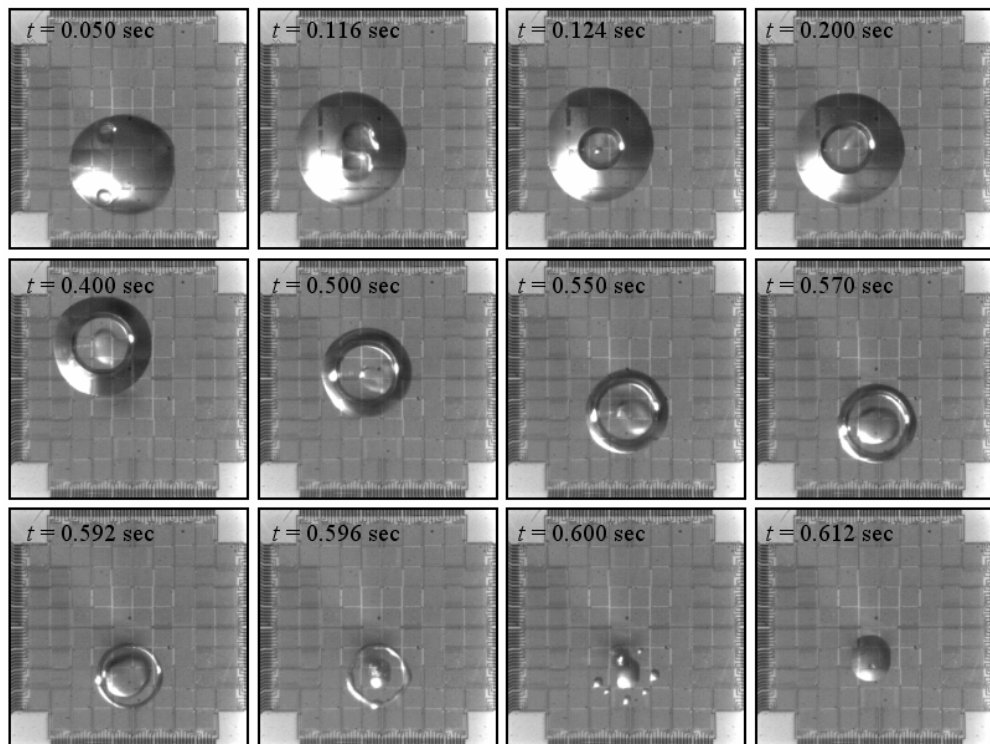 t = 0.050 sec
t = 0.116 sec
t = 0.124 sec
t = 0.200 sec
t = 0.400 sec
t = 0.500 sec
t = 0.550 sec
t = 0.570 sec
t = 0.592 sec
t = 0.596 sec
t = 0.600 sec
t = 0.612 sec